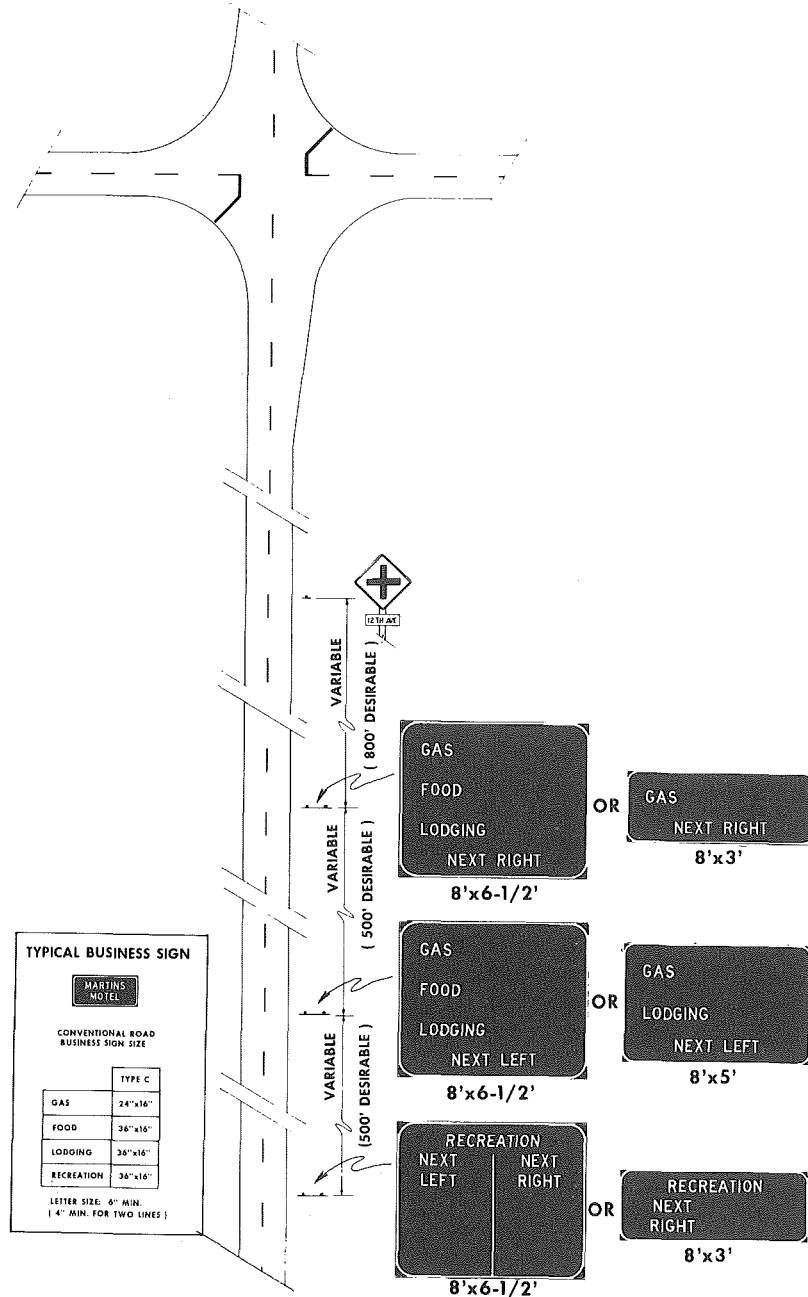 12TH AVE
VARIABLE
( 800' DESIRABLE )
GAS
FOOD
LODGING
NEXT RIGHT
8'x6-1/2'
OR
GAS
NEXT RIGHT
8'x3'
VARIABLE
( 500' DESIRABLE )
GAS
FOOD
LODGING
NEXT LEFT
8'x6-1/2'
OR
GAS
LODGING
NEXT LEFT
8'x5'
VARIABLE
(500' DESIRABLE )
RECREATION
NEXT LEFT
NEXT RIGHT
8'x6-1/2'
OR
RECREATION
NEXT
RIGHT
8'x3'
TYPICAL BUSINESS SIGN
MARTINS
MOTEL
CONVENTIONAL ROAD
BUSINESS SIGN SIZE
TYPE C
GAS 24"x16"
FOOD 36"x16"
LODGING 36"x16"
RECREATION 36"x16"
LETTER SIZE: 6" MIN.
( 4" MIN. FOR TWO LINES )